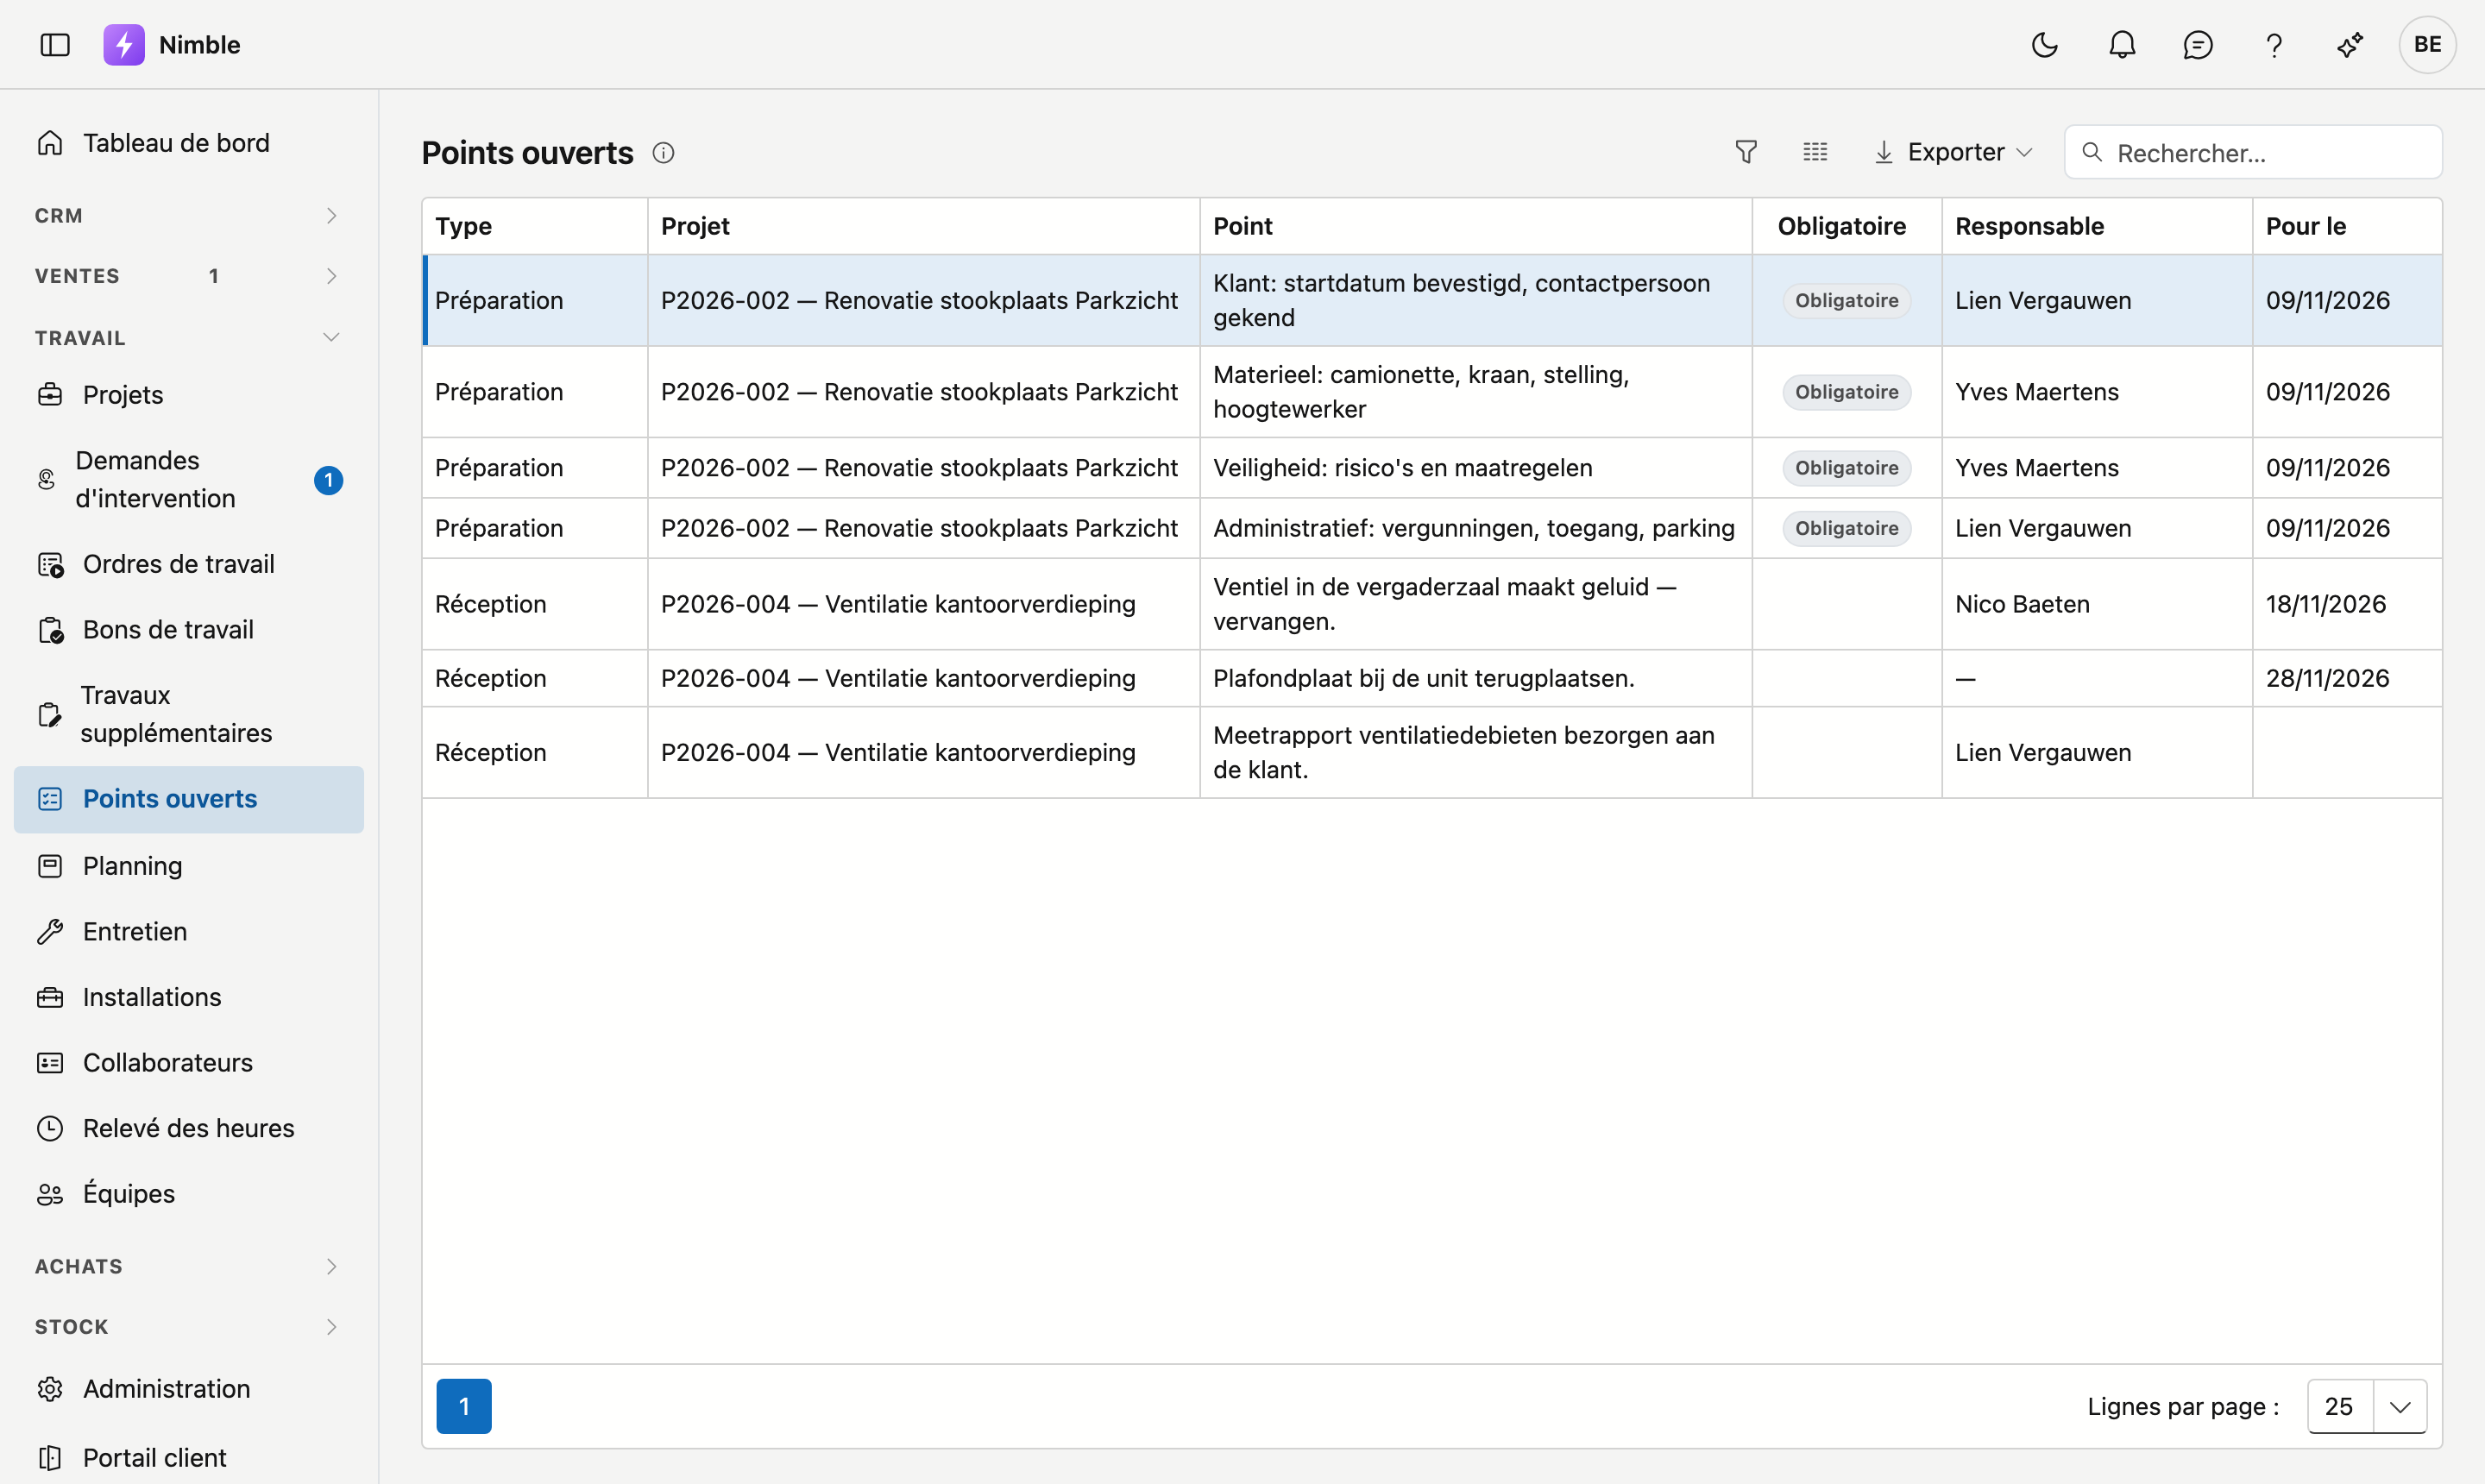 Nimble
BE
Tableau de bord
CRM
VENTES 1
TRAVAIL
Projets
Demandes
d'intervention
1
Ordres de travail
Bons de travail
Travaux
supplémentaires
Points ouverts
Planning
Entretien
Installations
Collaborateurs
Relevé des heures
Équipes
ACHATS
STOCK
Administration
Portail client
Points ouverts
Exporter
Rechercher...
Type Projet Point Obligatoire Responsable Pour le
Préparation P2026-002 — Renovatie stookplaats Parkzicht Klant: startdatum bevestigd, contactpersoon
gekend
Obligatoire Lien Vergauwen 09/11/2026
Préparation P2026-002 — Renovatie stookplaats Parkzicht Materieel: camionette, kraan, stelling,
hoogtewerker
Obligatoire Yves Maertens 09/11/2026
Préparation P2026-002 — Renovatie stookplaats Parkzicht Veiligheid: risico's en maatregelen Obligatoire Yves Maertens 09/11/2026
Préparation P2026-002 — Renovatie stookplaats Parkzicht Administratief: vergunningen, toegang, parking Obligatoire Lien Vergauwen 09/11/2026
Réception P2026-004 — Ventilatie kantoorverdieping Ventiel in de vergaderzaal maakt geluid —
vervangen.
Nico Baeten 18/11/2026
Réception P2026-004 — Ventilatie kantoorverdieping Plafondplaat bij de unit terugplaatsen. — 28/11/2026
Réception P2026-004 — Ventilatie kantoorverdieping Meetrapport ventilatiedebieten bezorgen aan
de klant.
Lien Vergauwen
1
Lignes par page : 25